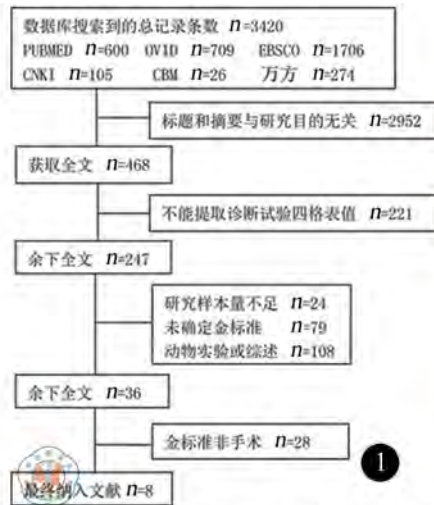 数据库搜索到的总记录条数 n=3420
PUBMED n=600 OVID n=709 EBSCO n=1706
CNKI n=105 CBM n=26 万方 n=274
标题和摘要与研究目的无关 n=2952
获取全文 n=468
不能提取诊断试验四格表值 n=221
余下全文 n=247
研究样本量不足 n=24
未确定金标准 n=79
动物实验或综述 n=108
余下全文 n=36
金标准非手术 n=28
1
最终纳入文献 n=8